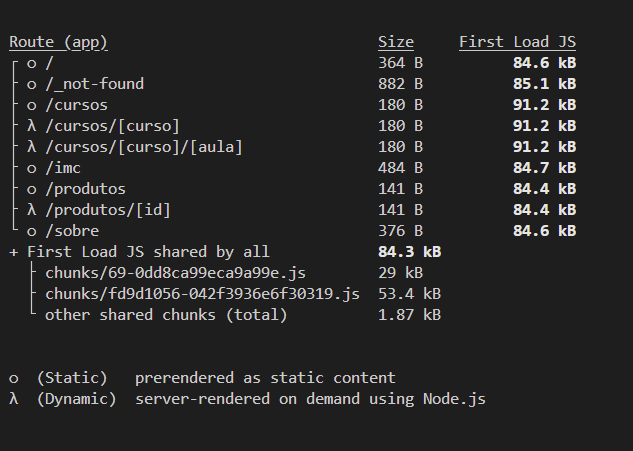 Route (app) Size First Load JS
┌ ○ / 364 B 84.6 kB
├ ○ /_not-found 882 B 85.1 kB
├ ○ /cursos 180 B 91.2 kB
├ λ /cursos/[curso] 180 B 91.2 kB
├ λ /cursos/[curso]/[aula] 180 B 91.2 kB
├ ○ /imc 484 B 84.7 kB
├ ○ /produtos 141 B 84.4 kB
├ λ /produtos/[id] 141 B 84.4 kB
└ ○ /sobre 376 B 84.6 kB
+ First Load JS shared by all 84.3 kB
├ chunks/69-0dd8ca99eca9a99e.js 29 kB
├ chunks/fd9d1056-042f3936e6f30319.js 53.4 kB
└ other shared chunks (total) 1.87 kB
○ (Static) prerendered as static content
λ (Dynamic) server-rendered on demand using Node.js